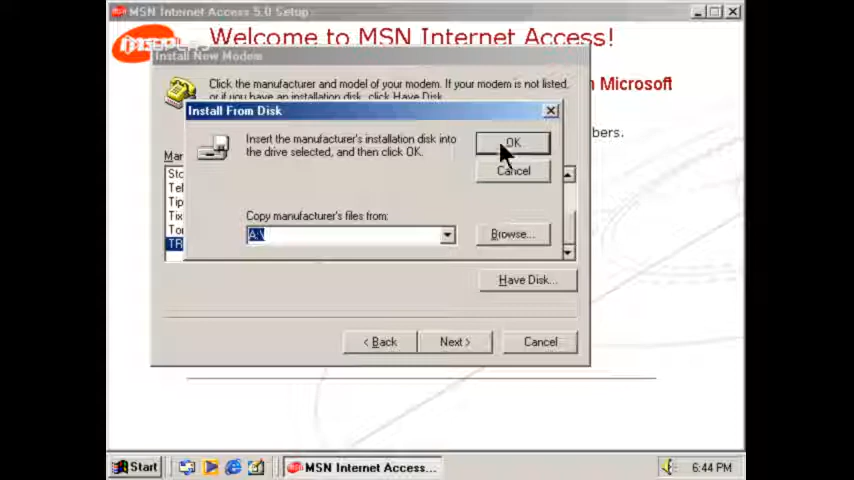 MSN Internet Access 5.0 Setup
Welcome to MSN Internet Access!
Install New Modem
Click the manufacturer and model of your modem. If your modem is not listed,
or if you have an installation disk, click Have Disk.
Microsoft
Install From Disk
Insert the manufacturer's installation disk into
the drive selected, and then click OK.
OK
bers.
Cancel
Copy manufacturer's files from:
A:\
Browse...
Have Disk...
< Back
Next >
Cancel
Start
MSN Internet Access...
6:44 PM